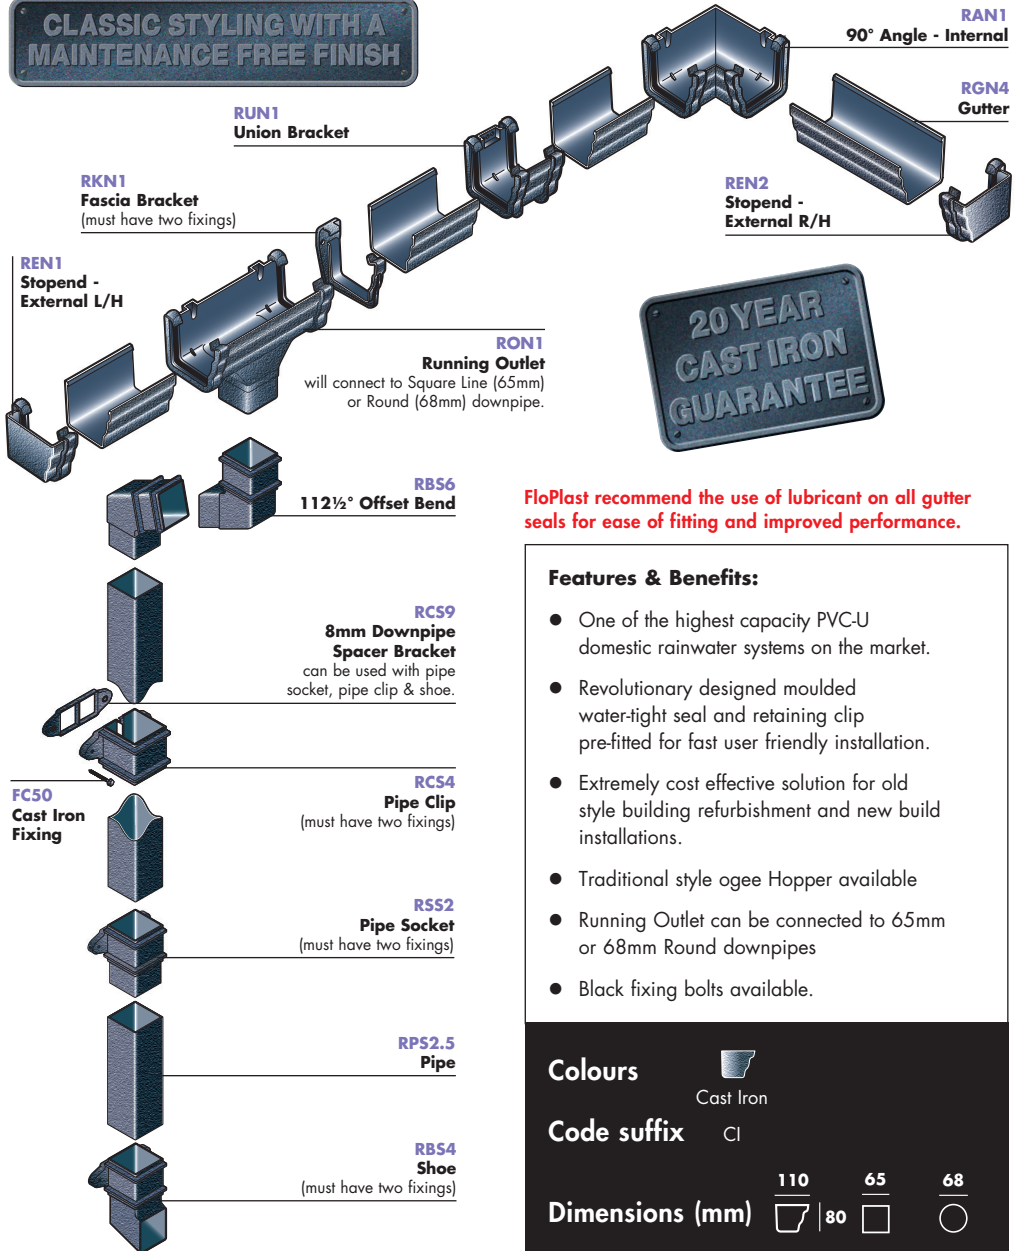 CLASSIC STYLING WITH A
MAINTENANCE FREE FINISH
RAN1
90° Angle - Internal
RGN4
Gutter
RUN1
Union Bracket
RKN1
Fascia Bracket
(must have two fixings)
REN2
Stopend -
External R/H
REN1
Stopend -
External L/H
20 YEAR
CAST IRON
GUARANTEE
RON1
Running Outlet
will connect to Square Line (65mm)
or Round (68mm) downpipe.
RBS6
112½° Offset Bend
FloPlast recommend the use of lubricant on all gutter
seals for ease of fitting and improved performance.
RCS9
8mm Downpipe
Spacer Bracket
can be used with pipe
socket, pipe clip & shoe.
FC50
Cast Iron
Fixing
RCS4
Pipe Clip
(must have two fixings)
RSS2
Pipe Socket
(must have two fixings)
RPS2.5
Pipe
RBS4
Shoe
(must have two fixings)
Features & Benefits:
● One of the highest capacity PVC-U
domestic rainwater systems on the market.
● Revolutionary designed moulded
water-tight seal and retaining clip
pre-fitted for fast user friendly installation.
● Extremely cost effective solution for old
style building refurbishment and new build
installations.
● Traditional style ogee Hopper available
● Running Outlet can be connected to 65mm
or 68mm Round downpipes
● Black fixing bolts available.
Colours
Cast Iron
Code suffix CI
Dimensions (mm) 110 80 65 68